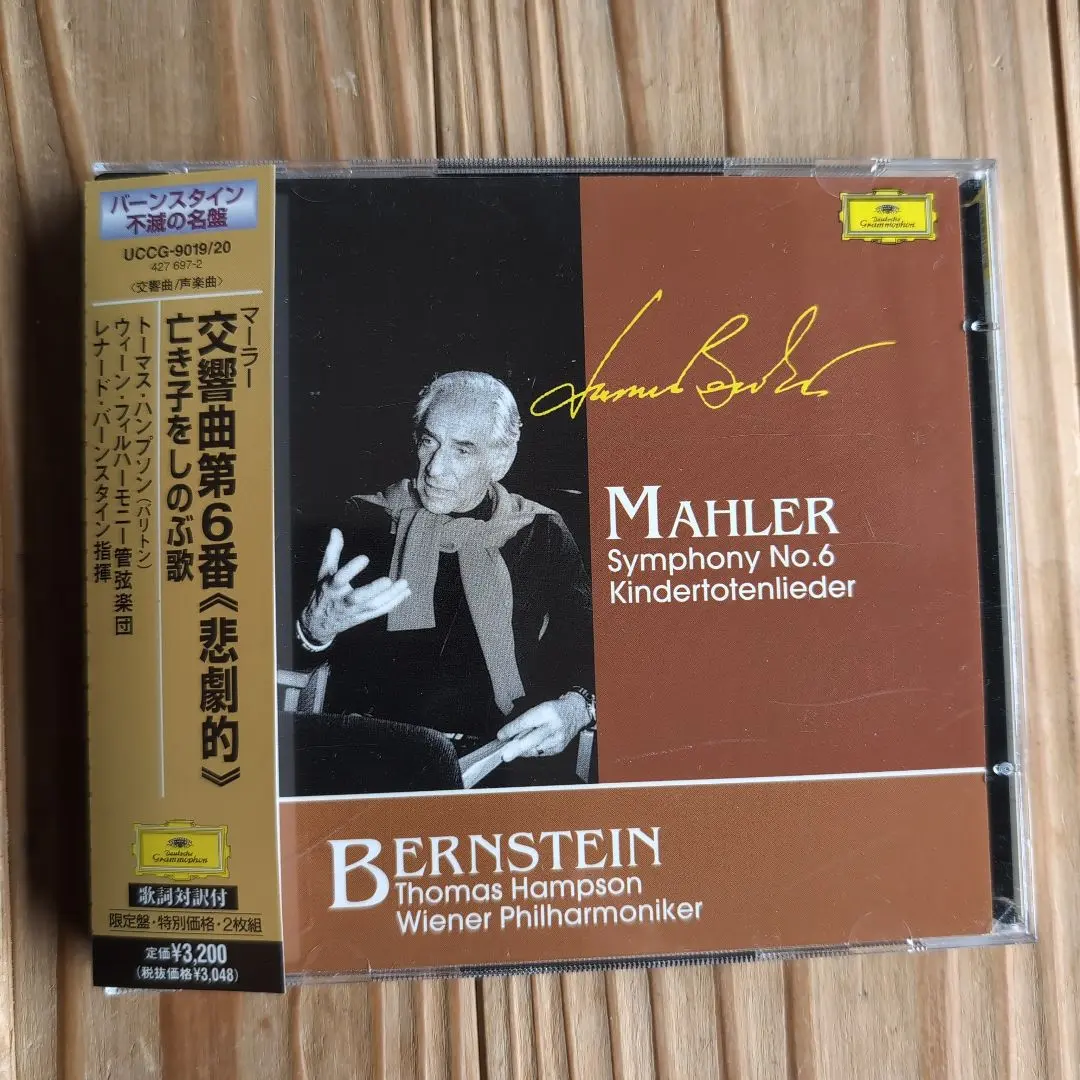 バーンスタイン
不滅の名盤
UCCG-9019/20
427 697-2
〈交響曲/声楽曲〉
マーラー
交響曲第6番《悲劇的》
亡き子をしのぶ歌
トーマス・ハンプソン(バリトン)
ウィーン・フィルハーモニー管弦楽団
レナード・バーンスタイン指揮
Deutsche
Grammophon
歌詞対訳付
限定盤・特別価格・2枚組
定価¥3,200
(税抜価格¥3,048)
Deutsche
Grammophon
MAHLER
Symphony No.6
Kindertotenlieder
BERNSTEIN
Thomas Hampson
Wiener Philharmoniker